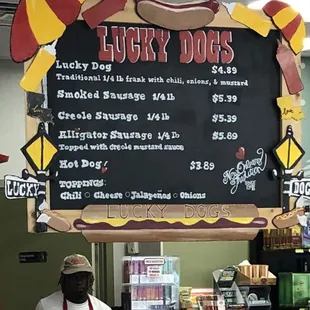 LUCKY DOGS
Lucky Dog $4.89
Traditional 1/4 lb frank with chili, onions, & mustard
Smoked Sausage 1/4 lb $5.39
Creole Sausage 1/4 lb $5.39
Alligator Sausage 1/4 lb $5.89
Topped with creole mustard sauce
Hot Dog $3.89
TOPPINGS:
Chili Cheese Jalapeños Onions
LUCKY
LUCKY DOGS